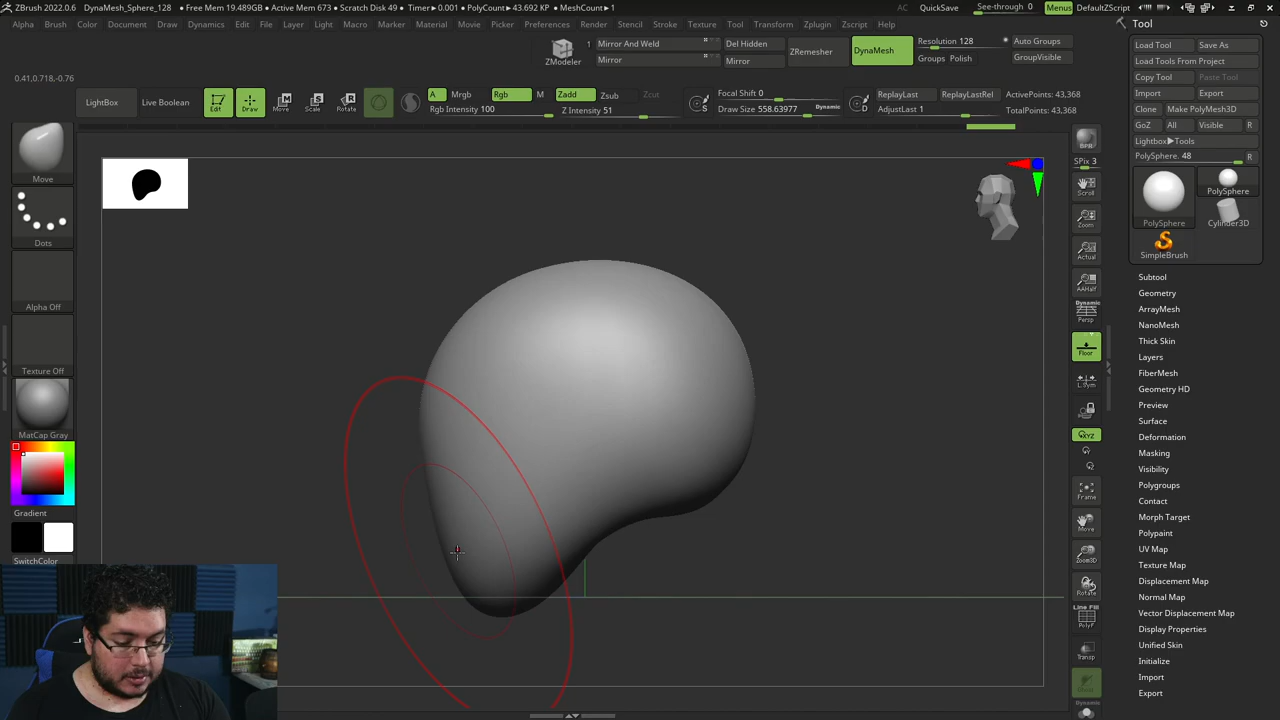 ZBrush 2022.0.6 DynaMesh_Sphere_128 • Free Mem 19.489GB • Active Mem 673 • Scratch Disk 49 • Timer▶0.001 • PolyCount▶43.692 KP • MeshCount▶1 AC QuickSave See-through 0 Menus DefaultZScript
Alpha Brush Color Document Draw Dynamics Edit File Layer Light Macro Marker Material Movie Picker Preferences Render Stencil Stroke Texture Tool Transform Zplugin Zscript Help
0.41,0.718,-0.76
ZModeler
1
Mirror And Weld
Mirror
Del Hidden
Mirror
ZRemesher
DynaMesh
Resolution 128
Groups Polish
Auto Groups
GroupVisible
LightBox
Live Boolean
Edit
Draw
Move
Scale
Rotate
A Mrgb Rgb M Zadd Zsub Zcut
Rgb Intensity 100 Z Intensity 51
S
Focal Shift 0
Draw Size 558.63977 Dynamic
D
ReplayLast ReplayLastRel
AdjustLast 1
ActivePoints: 43,368
TotalPoints: 43,368
Move
Dots
Alpha Off
Texture Off
MatCap Gray
Gradient
SwitchColor
BPR
SPix 3
Scroll
Zoom
Actual
AAHalf
Dynamic
Persp
Floor
L.Sym
XYZ
Frame
Move
Zoom3D
Rotate
Line Fill
PolyF
Transp
Dynamic
Tool
Load Tool Save As
Load Tools From Project
Copy Tool Paste Tool
Import Export
Clone Make PolyMesh3D
GoZ All Visible R
Lightbox▶Tools
PolySphere. 48 R
PolySphere
PolySphere
Cylinder3D
SimpleBrush
Subtool
Geometry
ArrayMesh
NanoMesh
Thick Skin
Layers
FiberMesh
Geometry HD
Preview
Surface
Deformation
Masking
Visibility
Polygroups
Contact
Morph Target
Polypaint
UV Map
Texture Map
Displacement Map
Normal Map
Vector Displacement Map
Display Properties
Unified Skin
Initialize
Import
Export